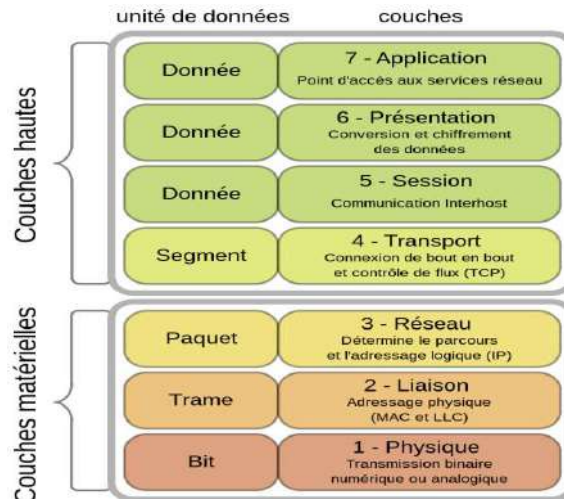 unité de données couches
Couches hautes
Donnée
7 - Application
Point d'accès aux services réseau
Donnée
6 - Présentation
Conversion et chiffrement
des données
Donnée
5 - Session
Communication Interhost
Segment
4 - Transport
Connexion de bout en bout
et contrôle de flux (TCP)
Couches matérielles
Paquet
3 - Réseau
Détermine le parcours
et l'adressage logique (IP)
Trame
2 - Liaison
Adressage physique
(MAC et LLC)
Bit
1 - Physique
Transmission binaire
numérique ou analogique